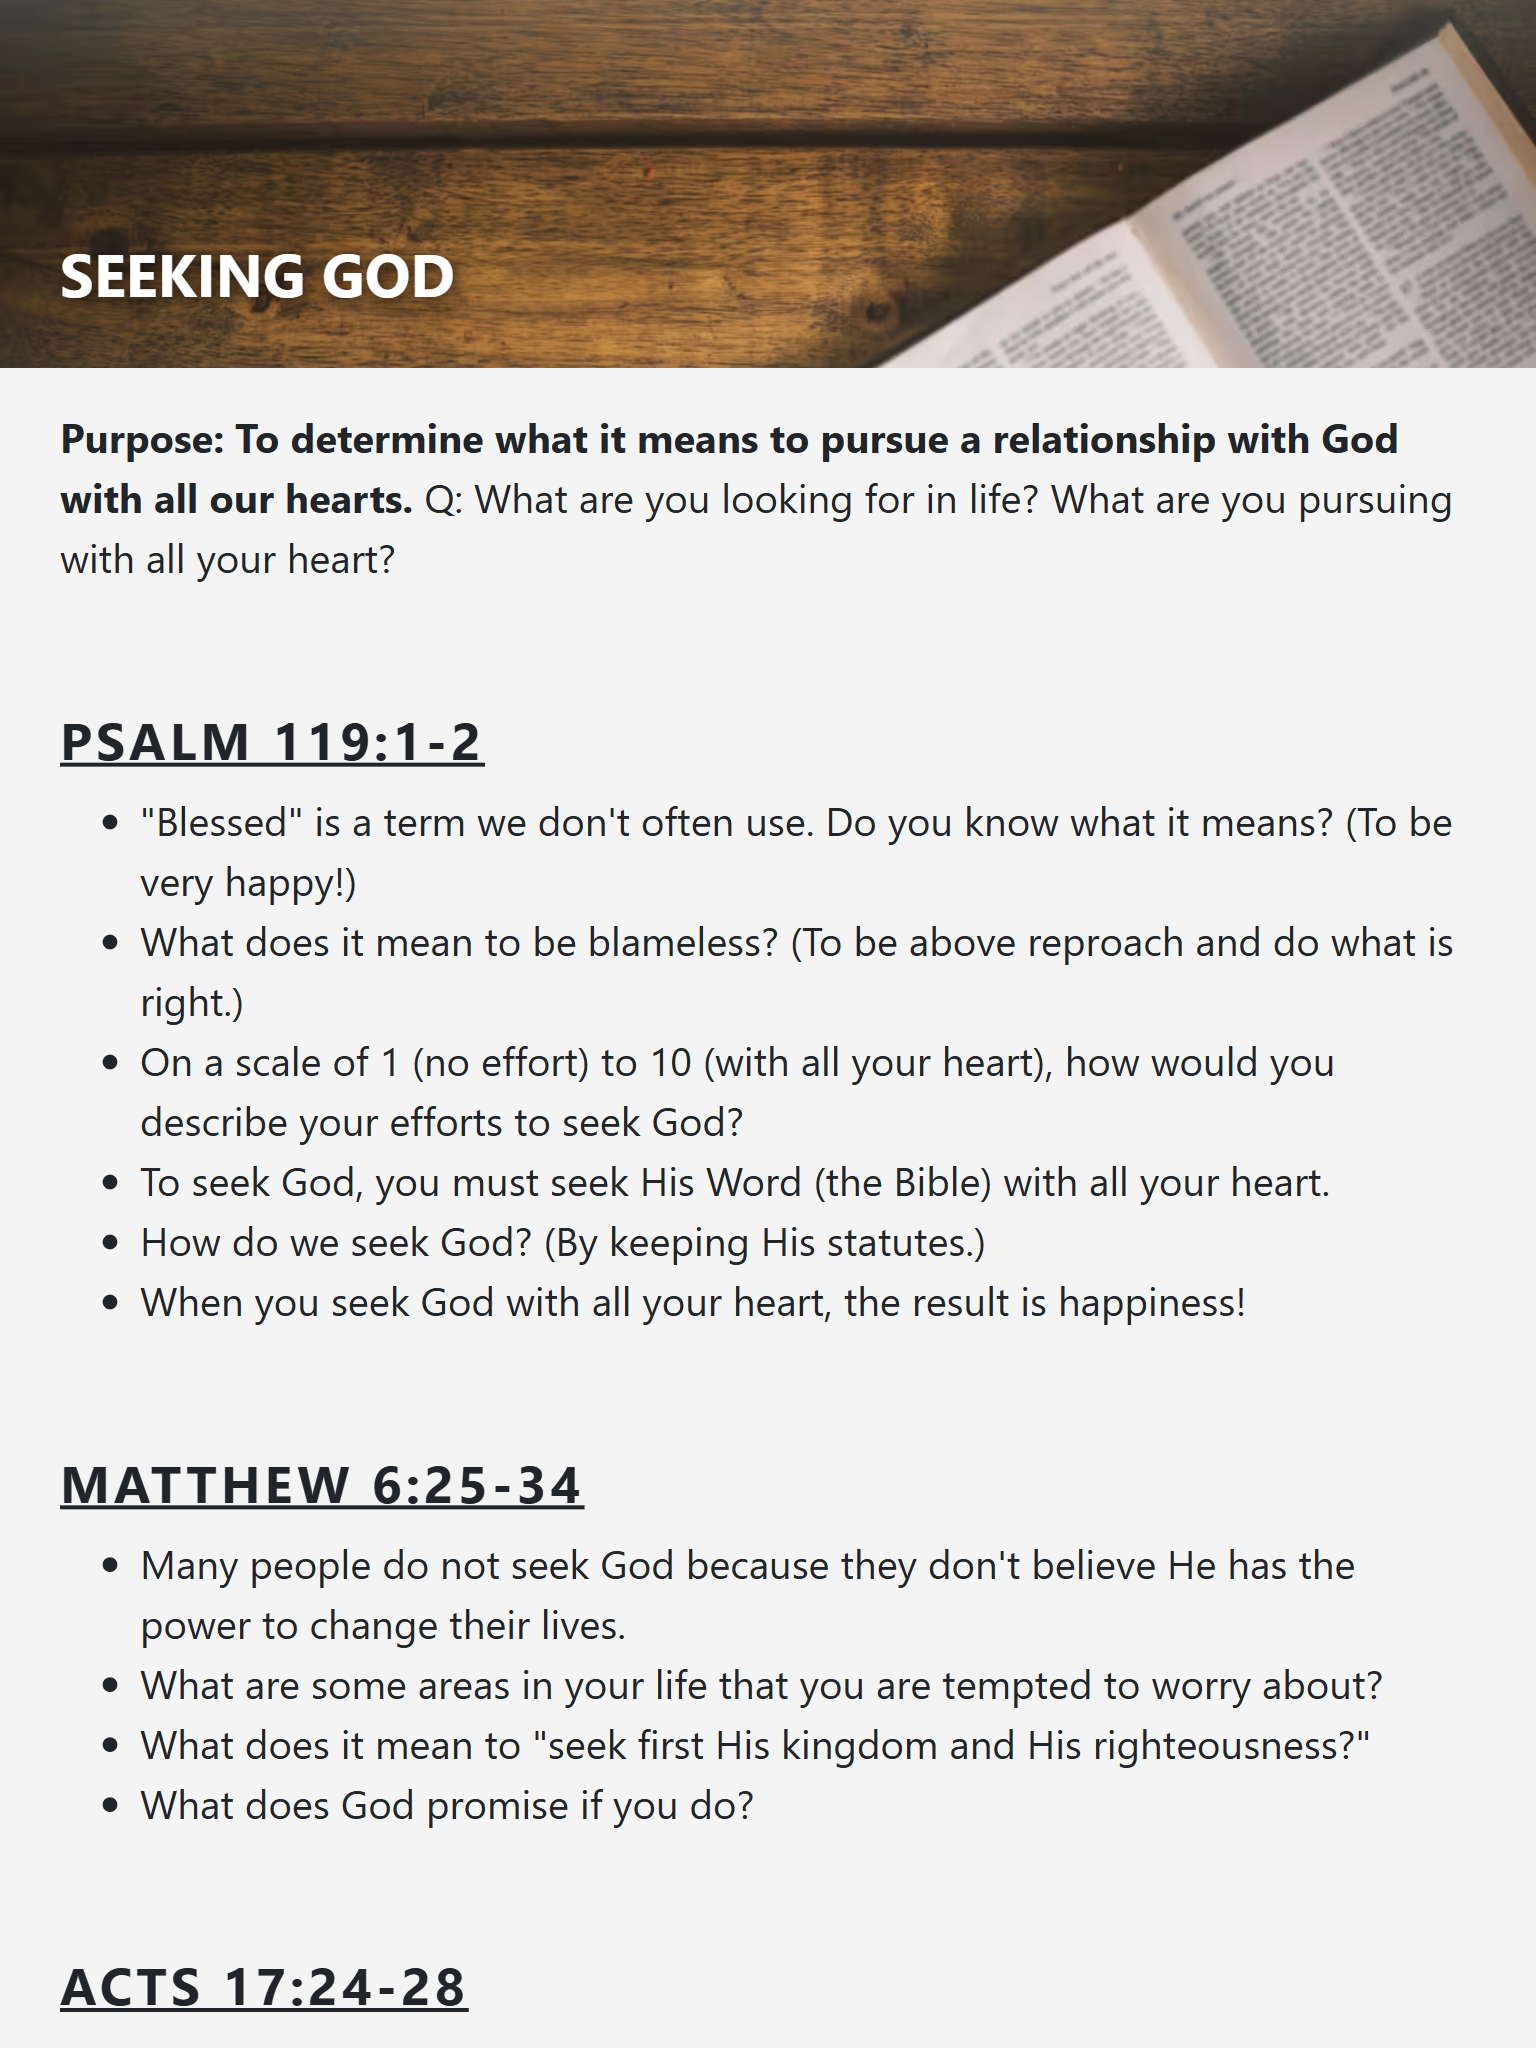 SEEKING GOD
Purpose: To determine what it means to pursue a relationship with God
with all our hearts. Q: What are you looking for in life? What are you pursuing
with all your heart?
PSALM 119:1-2
• "Blessed" is a term we don't often use. Do you know what it means? (To be
very happy!)
• What does it mean to be blameless? (To be above reproach and do what is
right.)
• On a scale of 1 (no effort) to 10 (with all your heart), how would you
describe your efforts to seek God?
• To seek God, you must seek His Word (the Bible) with all your heart.
• How do we seek God? (By keeping His statutes.)
• When you seek God with all your heart, the result is happiness!
MATTHEW 6:25-34
• Many people do not seek God because they don't believe He has the
power to change their lives.
• What are some areas in your life that you are tempted to worry about?
• What does it mean to "seek first His kingdom and His righteousness?"
• What does God promise if you do?
ACTS 17:24-28